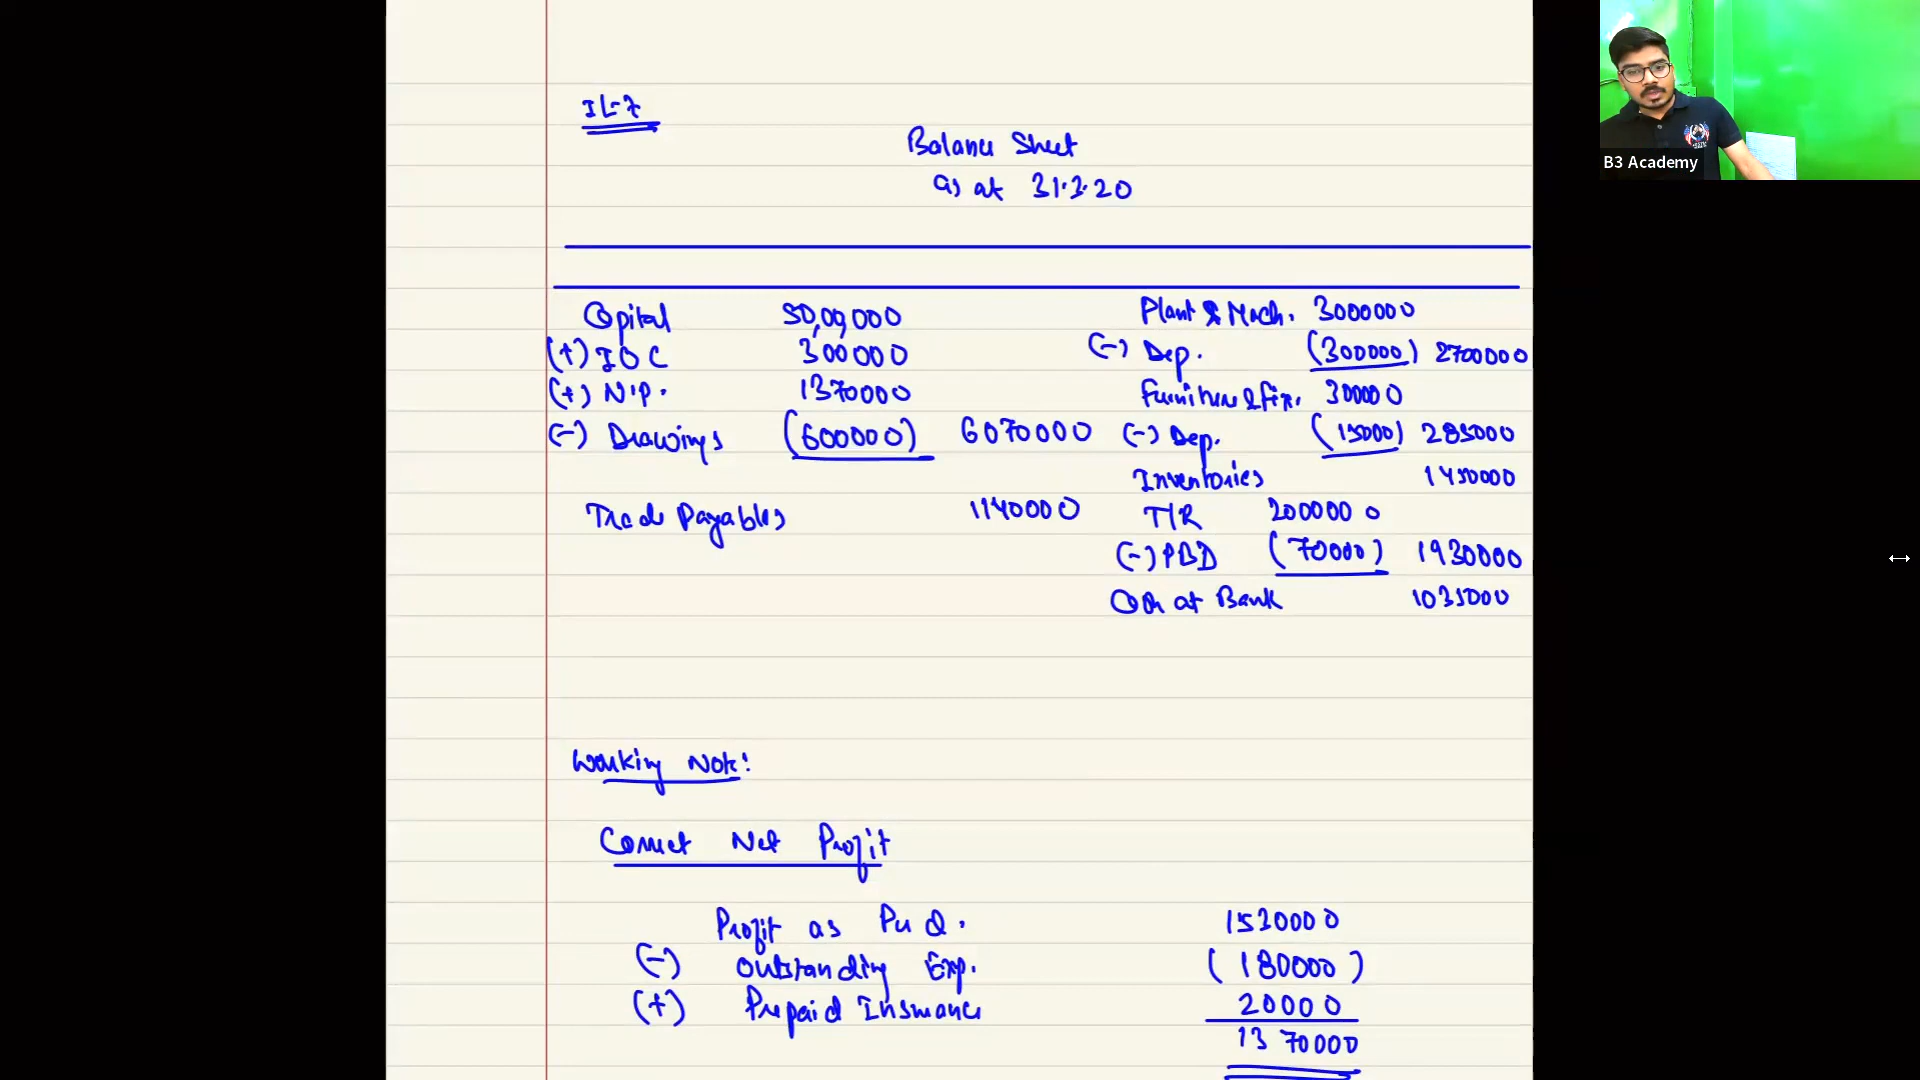 IL-7
Balance Sheet
as at 31.3.20
Capital 50,00,000 Plant & Mach. 3000000
(+) IOC 300000 (-) Dep. (300000) 2700000
(+) N.P. 1370000 Furniture & fix. 300000
(-) Drawings (600000) 6070000 (-) Dep. (15000) 285000
Inventories 1450000
Trade Payables 1140000 T/R 2000000
(-) PBD (70000) 1930000
Cash at Bank 1035000
Working Note:
Correct Net Profit
Profit as Per Q. 1530000
(-) Outstanding Exp. (180000)
(+) Prepaid Insurance 20000
1370000
B3 Academy